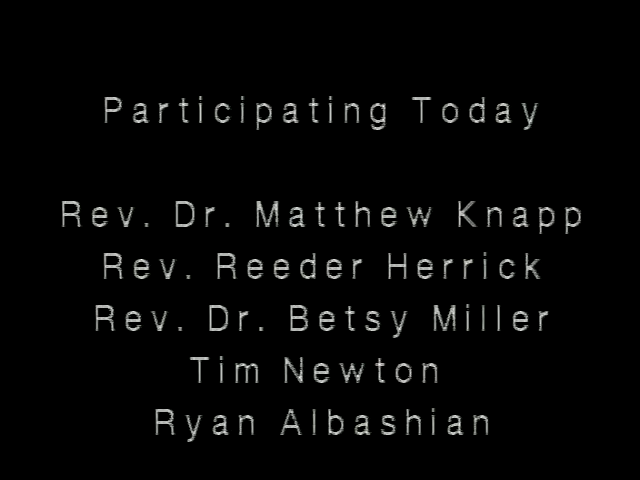 Participating Today
Rev. Dr. Matthew Knapp
Rev. Reeder Herrick
Rev. Dr. Betsy Miller
Tim Newton
Ryan Albashian